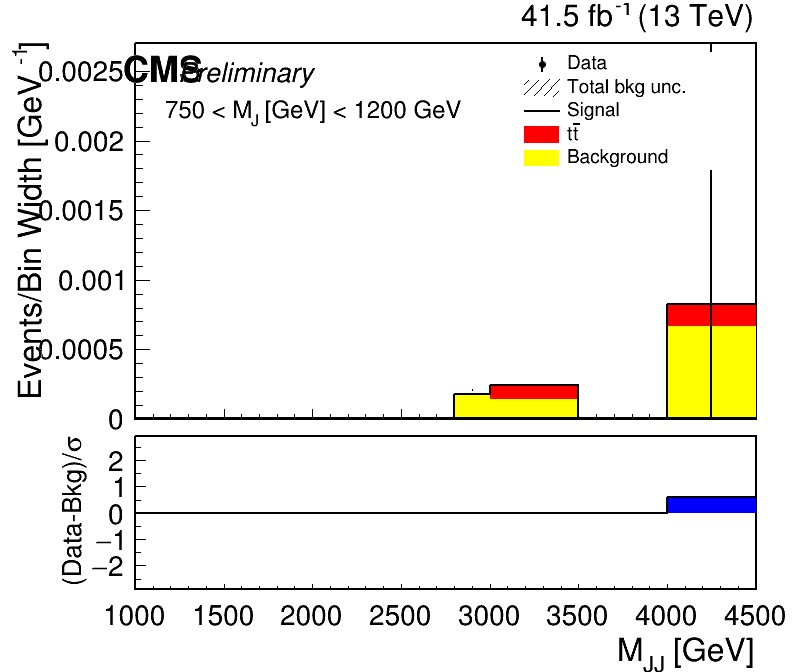 41.5 fb-1 (13 TeV)
CMS Preliminary
750 < MJ [GeV] < 1200 GeV
Data
Total bkg unc.
Signal
tt̄
Background
Events/Bin Width [GeV-1]
0.0025
0.002
0.0015
0.001
0.0005
0
(Data-Bkg)/σ
2
1
0
−1
−2
1000 1500 2000 2500 3000 3500 4000 4500
MJJ [GeV]